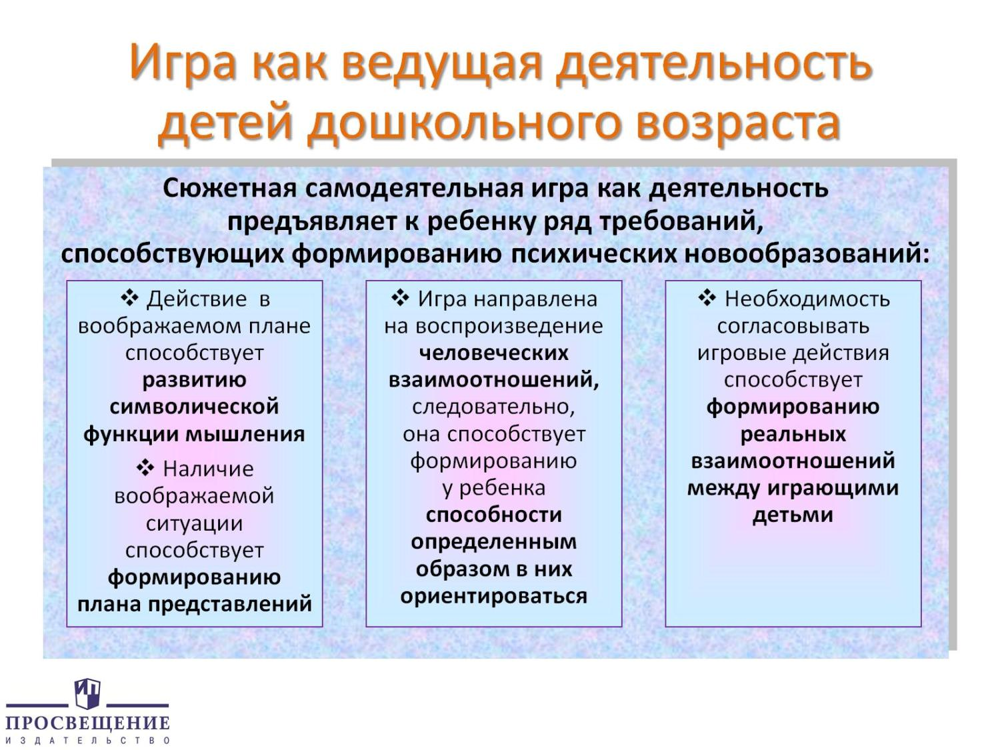 Игра как ведущая деятельность
детей дошкольного возраста
Сюжетная самодеятельная игра как деятельность
предъявляет к ребенку ряд требований,
способствующих формированию психических новообразований:
❖ Действие в
воображаемом плане
способствует
развитию
символической
функции мышления
❖ Наличие
воображаемой
ситуации
способствует
формированию
плана представлений
❖ Игра направлена
на воспроизведение
человеческих
взаимоотношений,
следовательно,
она способствует
формированию
у ребенка
способности
определенным
образом в них
ориентироваться
❖ Необходимость
согласовывать
игровые действия
способствует
формированию
реальных
взаимоотношений
между играющими
детьми
ИП
ПРОСВЕЩЕНИЕ
ИЗДАТЕЛЬСТВО